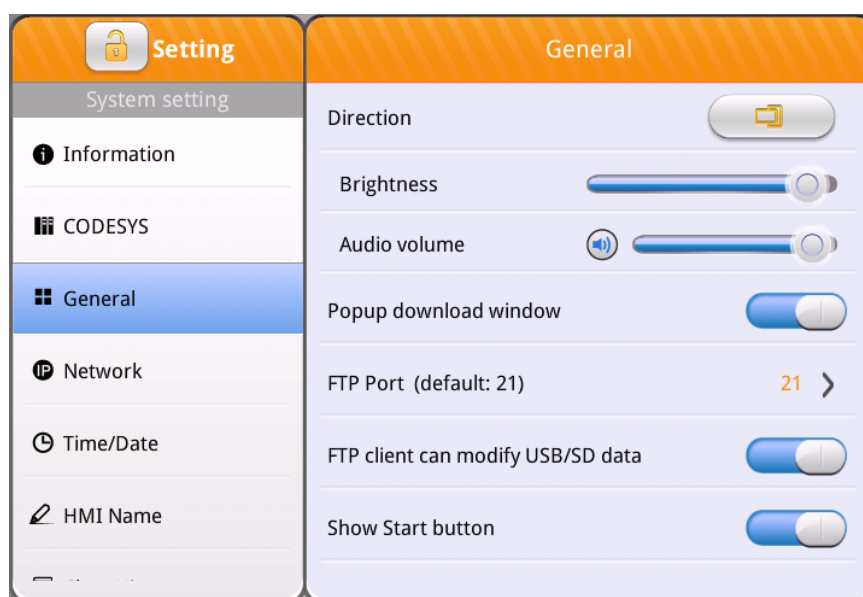 Setting
System setting
Information
CODESYS
General
Network
Time/Date
HMI Name
General
Direction
Brightness
Audio volume
Popup download window
FTP Port (default: 21) 21
FTP client can modify USB/SD data
Show Start button